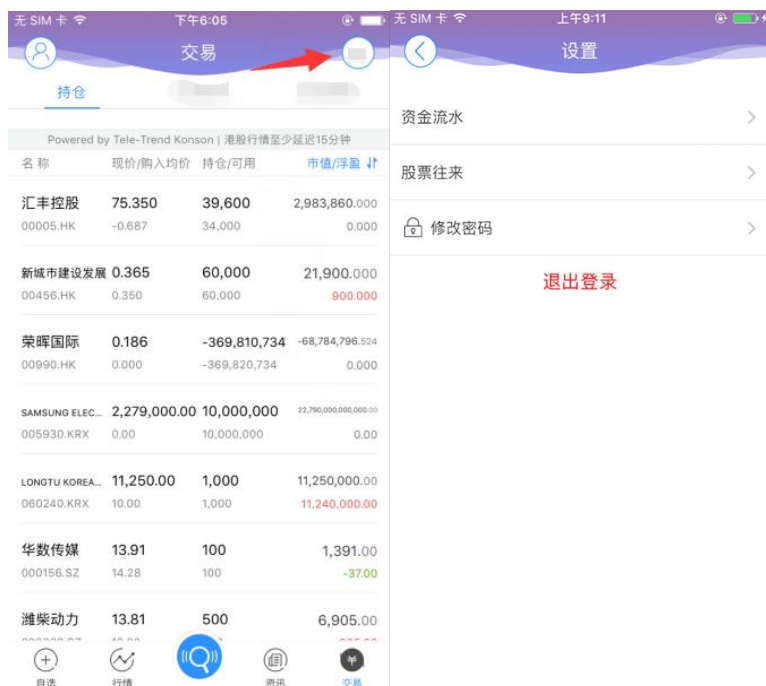 无 SIM 卡 下午6:05
交易
持仓
Powered by Tele-Trend Konson | 港股行情至少延迟15分钟
名 称 现价/购入均价 持仓/可用 市值/浮盈
汇丰控股 75.350 39,600 2,983,860.000
00005.HK -0.687 34,000 0.000
新城市建设发展 0.365 60,000 21,900.000
00456.HK 0.350 60,000 900.000
荣晖国际 0.186 -369,810,734 -68,784,796.524
00990.HK 0.000 -369,820,734 0.000
SAMSUNG ELEC... 2,279,000.00 10,000,000 22,790,000,000,000.00
005930.KRX 0.00 10,000,000 0.00
LONGTU KOREA... 11,250.00 1,000 11,250,000.00
060240.KRX 10.00 1,000 11,240,000.00
华数传媒 13.91 100 1,391.00
000156.SZ 14.28 100 -37.00
潍柴动力 13.81 500 6,905.00
自选 行情 资讯 交易
无 SIM 卡 上午9:11
设置
资金流水
股票往来
修改密码
退出登录